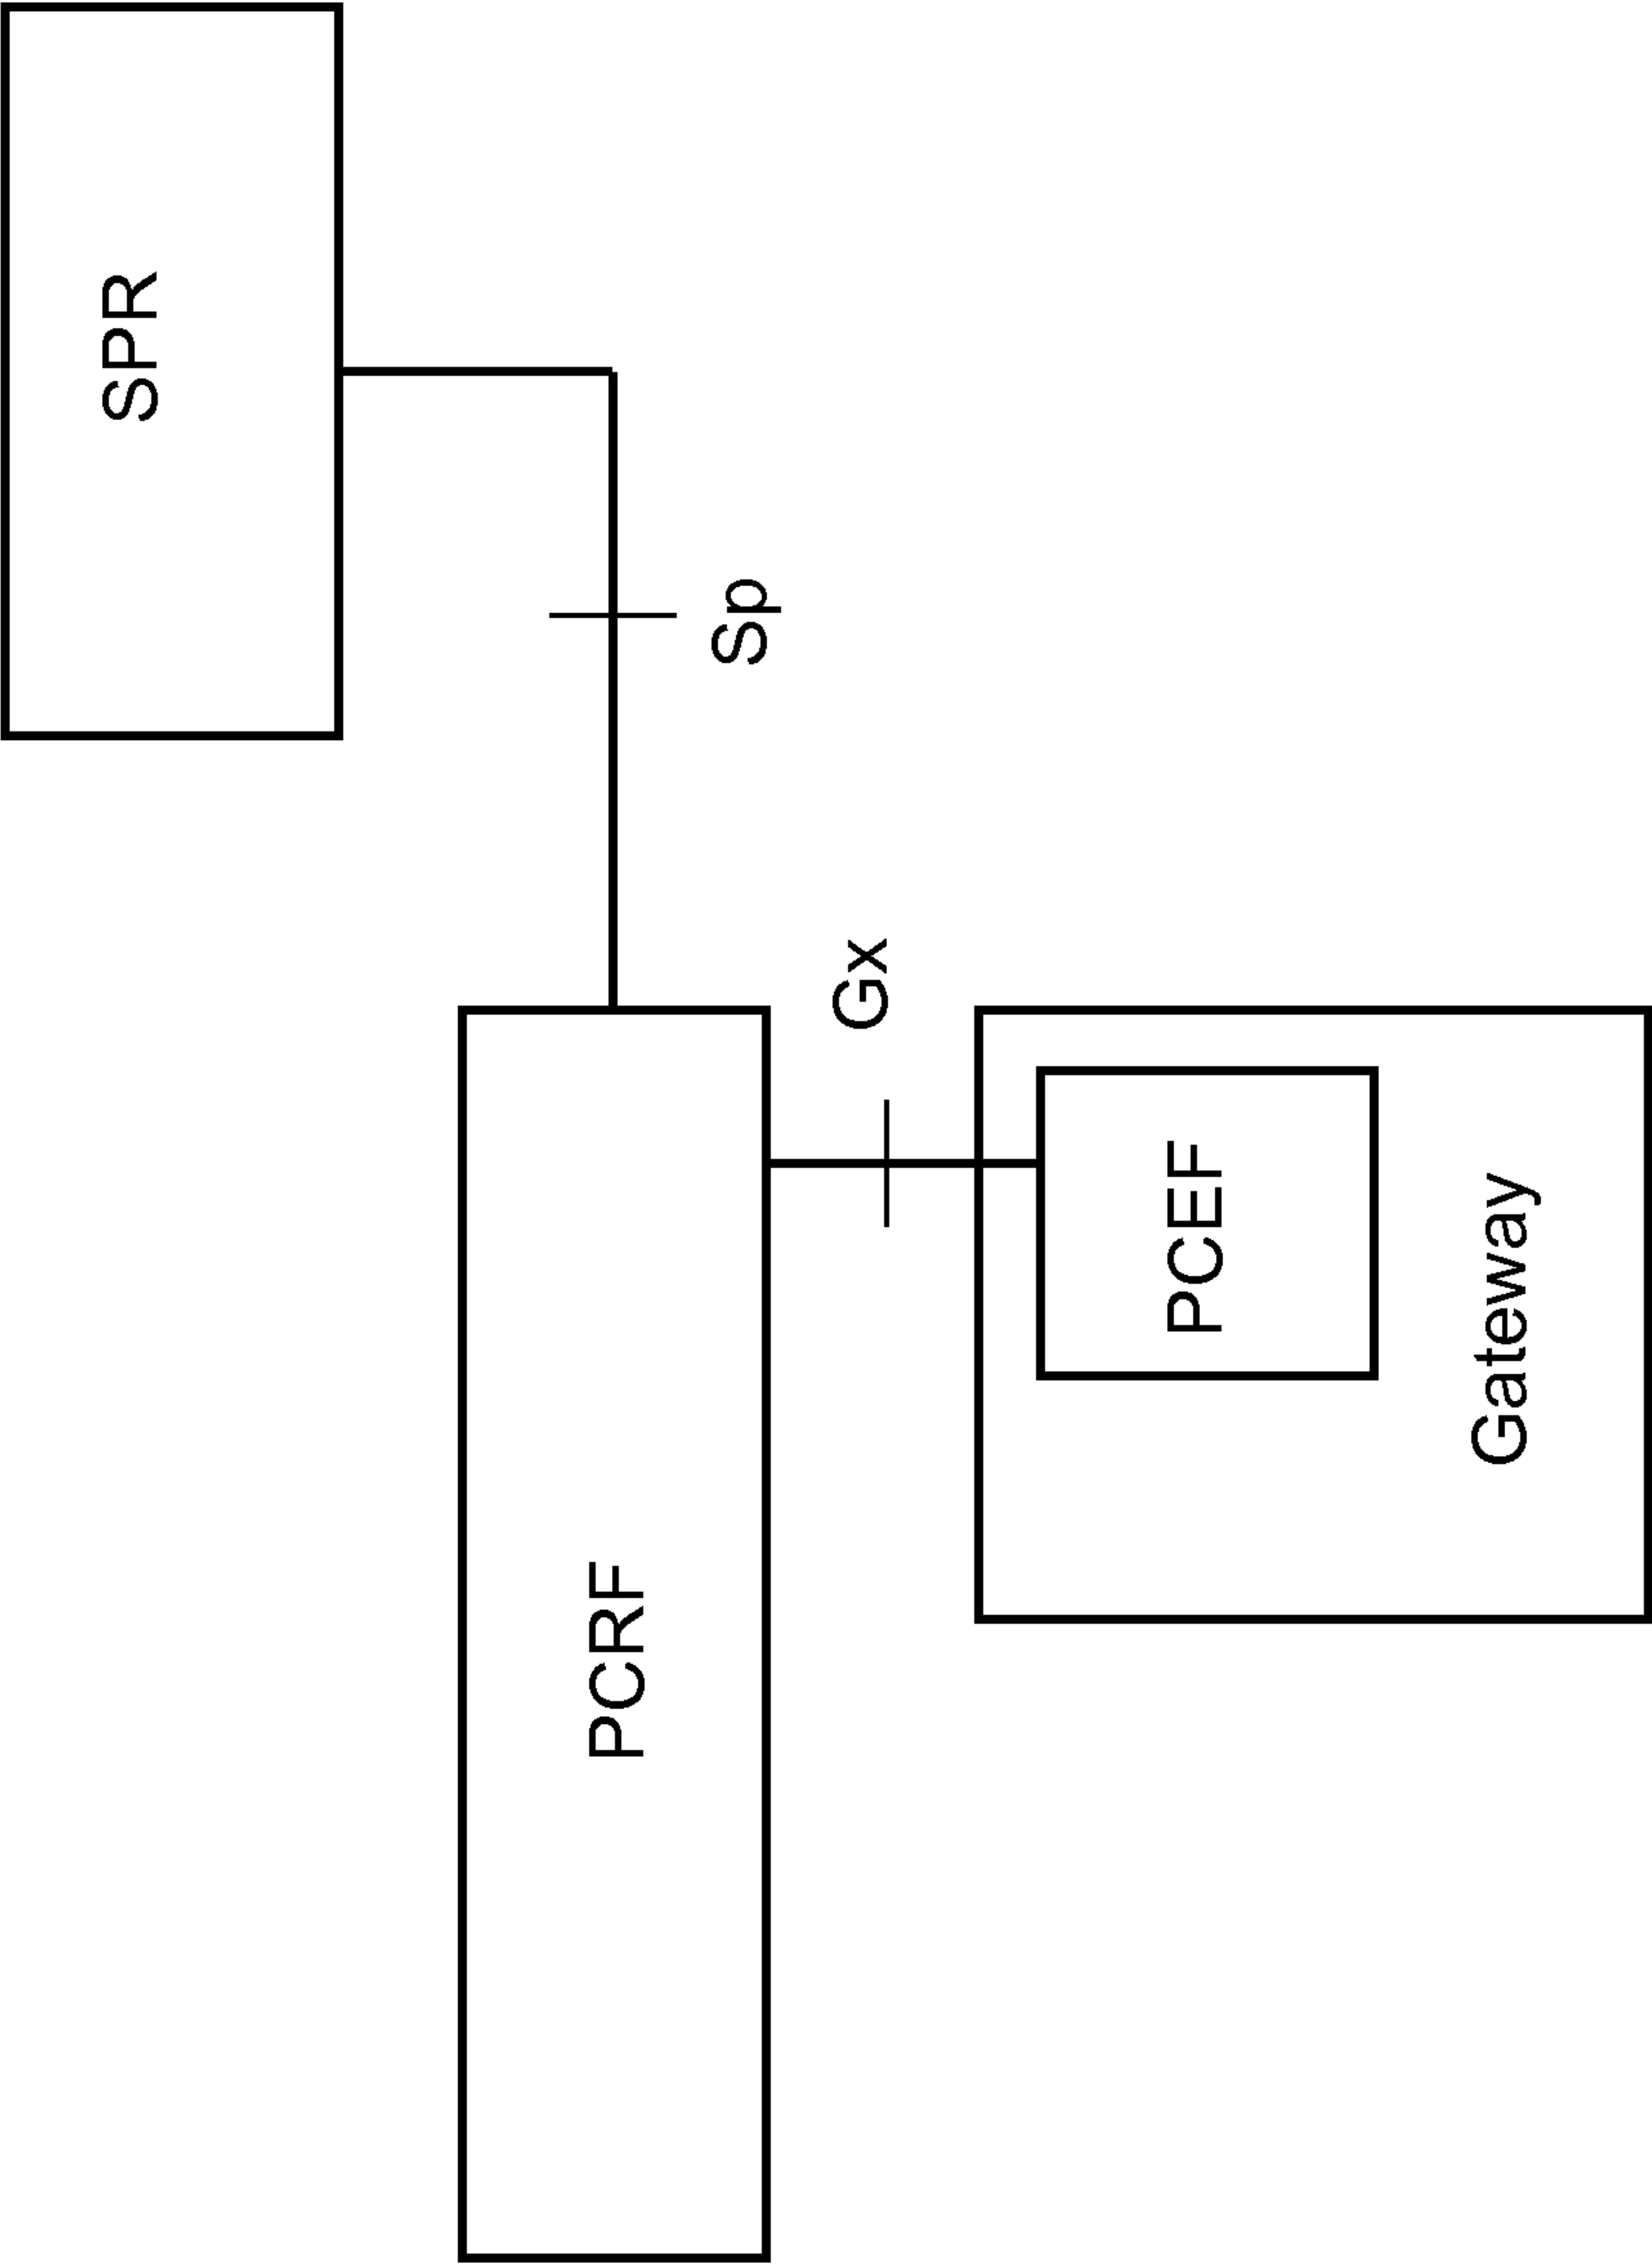 SPR
Sp
PCRF
Gx
PCEF
Gateway